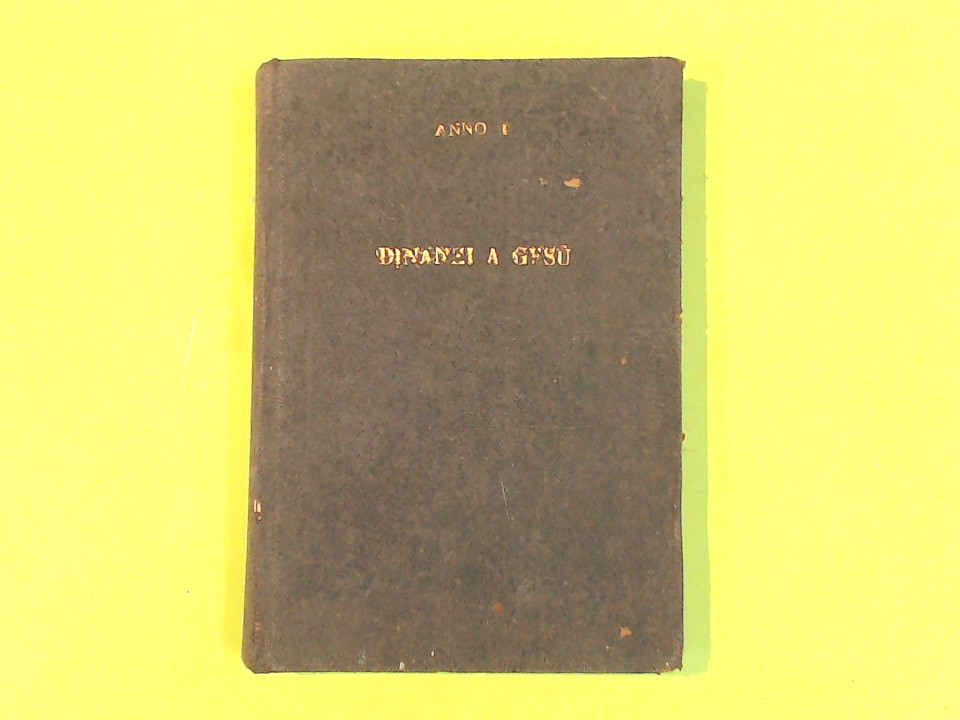 ANNO I
DINANZI A GESÙ